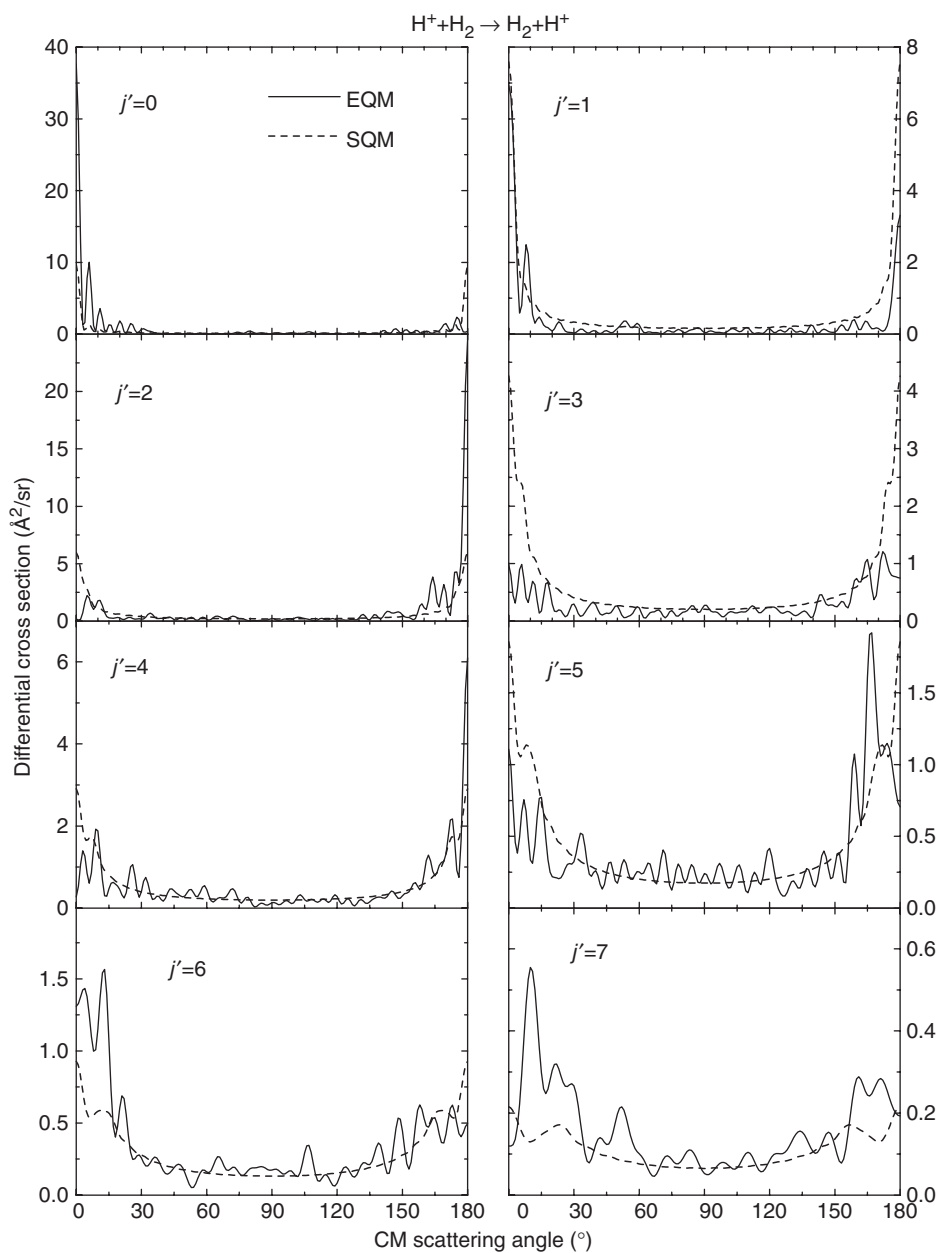 H⁺+H₂ → H₂+H⁺
40
30
20
10
0
j′=0
EQM
SQM
8
6
4
2
0
j′=1
20
15
10
5
0
j′=2
4
3
2
1
0
j′=3
6
4
2
0
j′=4
1.5
1.0
0.5
0.0
j′=5
1.5
1.0
0.5
0.0
j′=6
0.6
0.4
0.2
0.0
j′=7
0 30 60 90 120 150 180
0 30 60 90 120 150 180
Differential cross section (Å²/sr)
CM scattering angle (°)